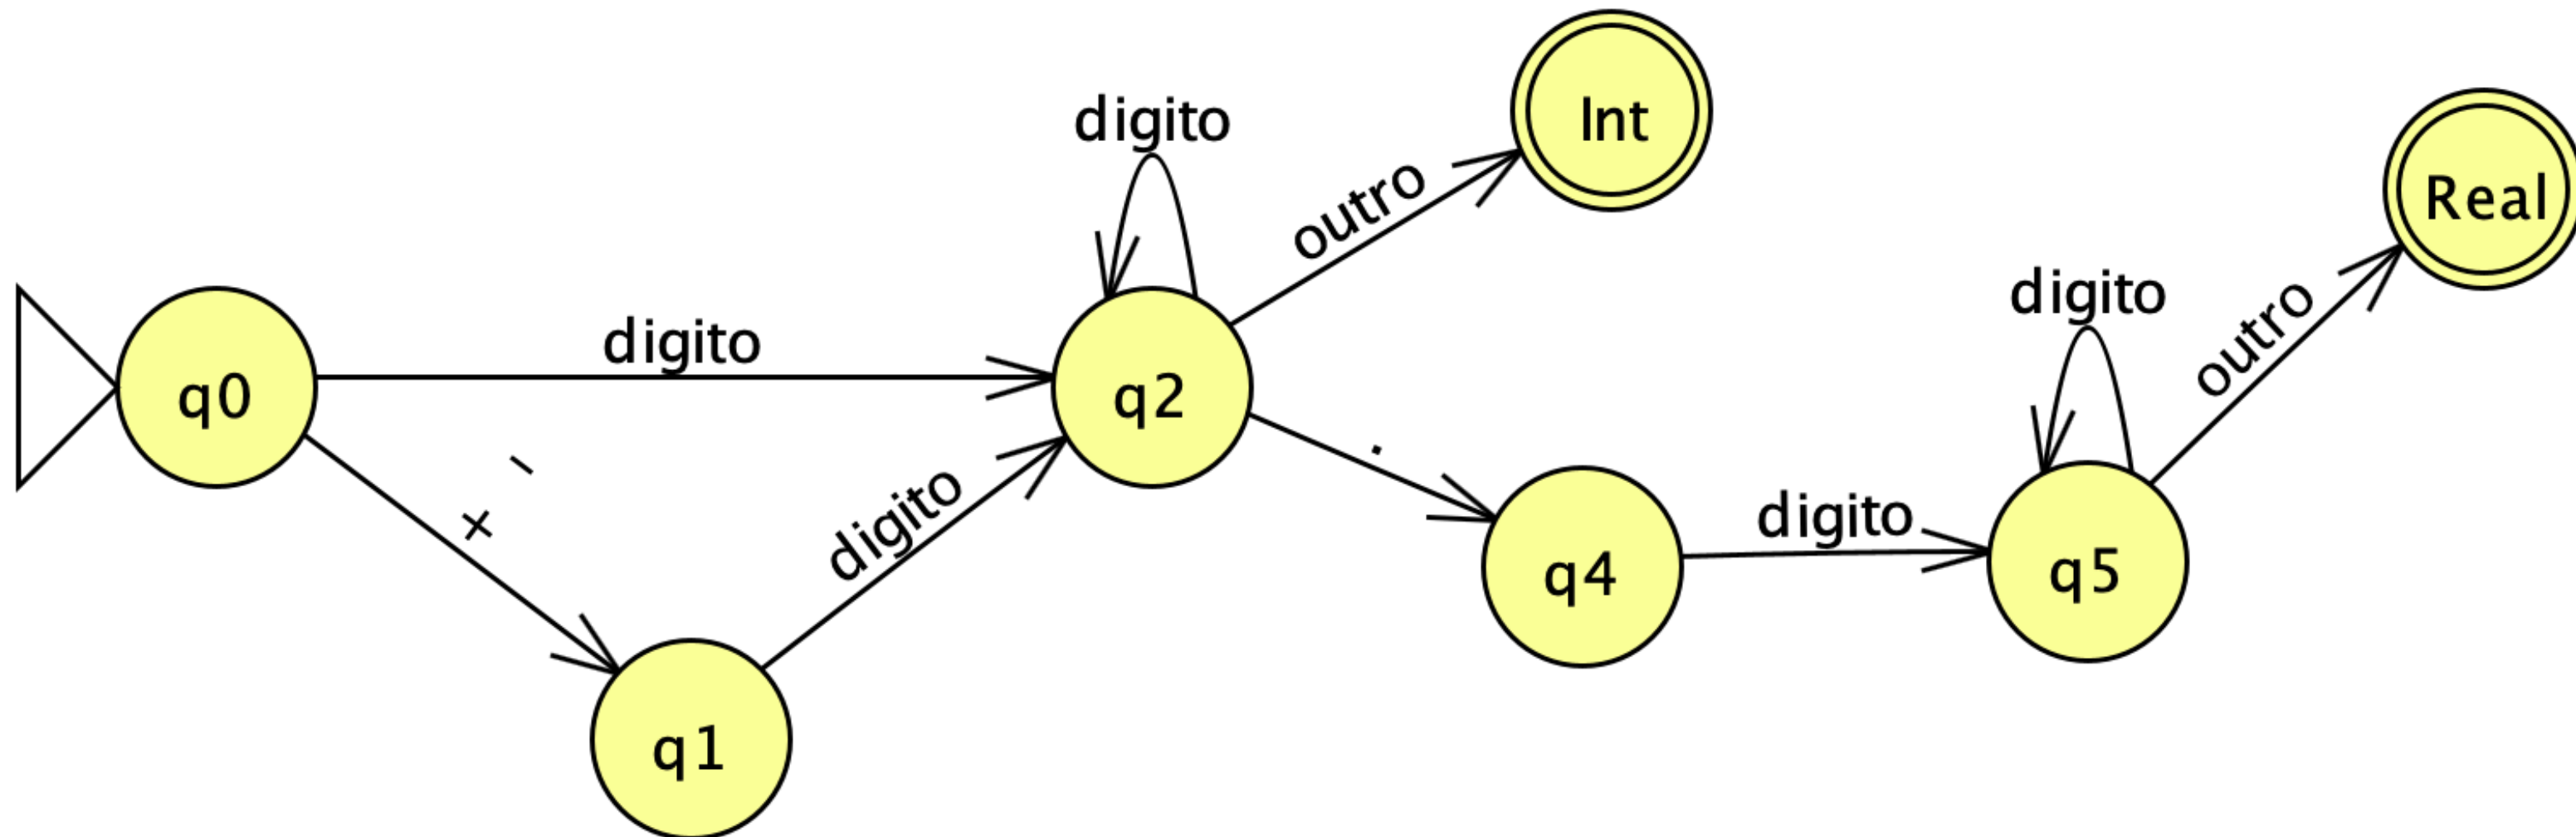 digito
Int
outro
Real
digito
q0
digito
q2
outro
+ -
digito
.
q4
digito
q5
q1